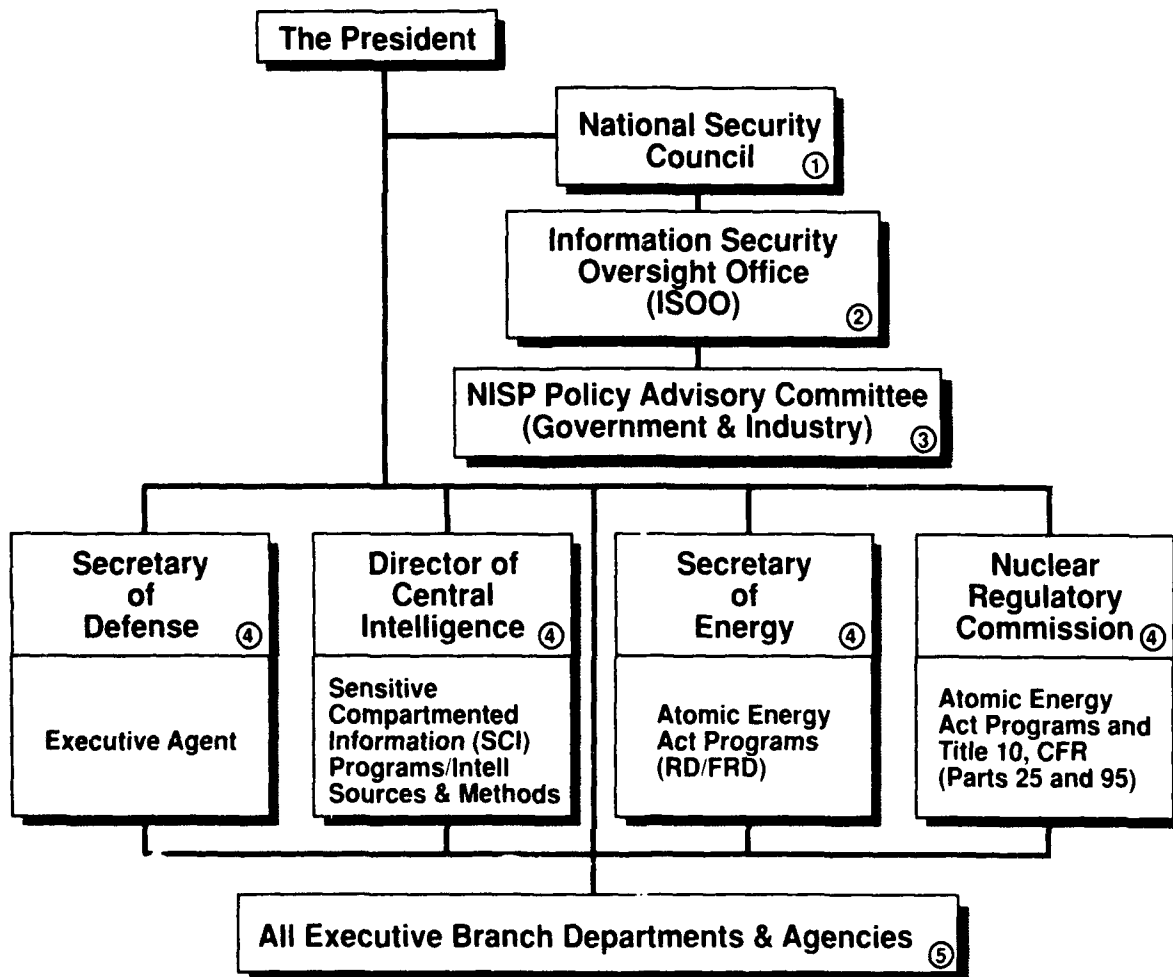 The President
National Security
Council ①
Information Security
Oversight Office
(ISOO)
②
NISP Policy Advisory Committee
(Government & Industry) ③
Secretary
of
Defense ④
Executive Agent
Director of
Central
Intelligence ④
Sensitive
Compartmented
Information (SCI)
Programs/Intell
Sources & Methods
Secretary
of
Energy ④
Atomic Energy
Act Programs
(RD/FRD)
Nuclear
Regulatory
Commission ④
Atomic Energy
Act Programs and
Title 10, CFR
(Parts 25 and 95)
All Executive Branch Departments & Agencies ⑤